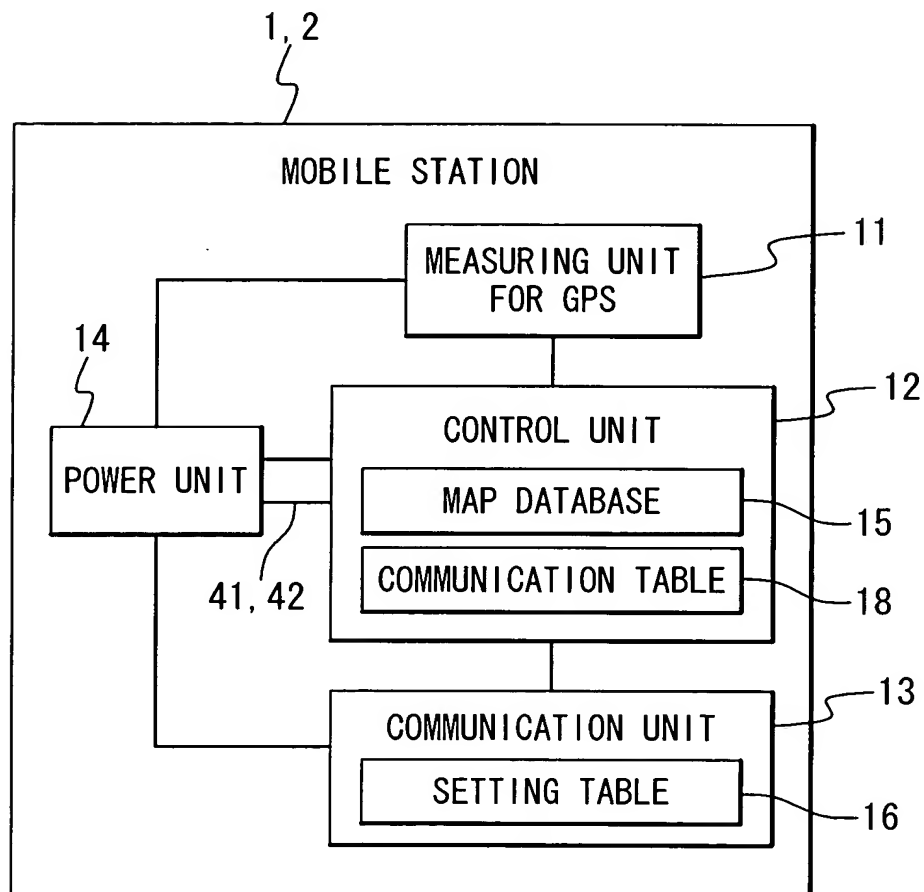 1, 2
MOBILE STATION
11
MEASURING UNIT
FOR GPS
14
12
CONTROL UNIT
POWER UNIT
MAP DATABASE
15
41, 42
COMMUNICATION TABLE
18
13
COMMUNICATION UNIT
SETTING TABLE
16